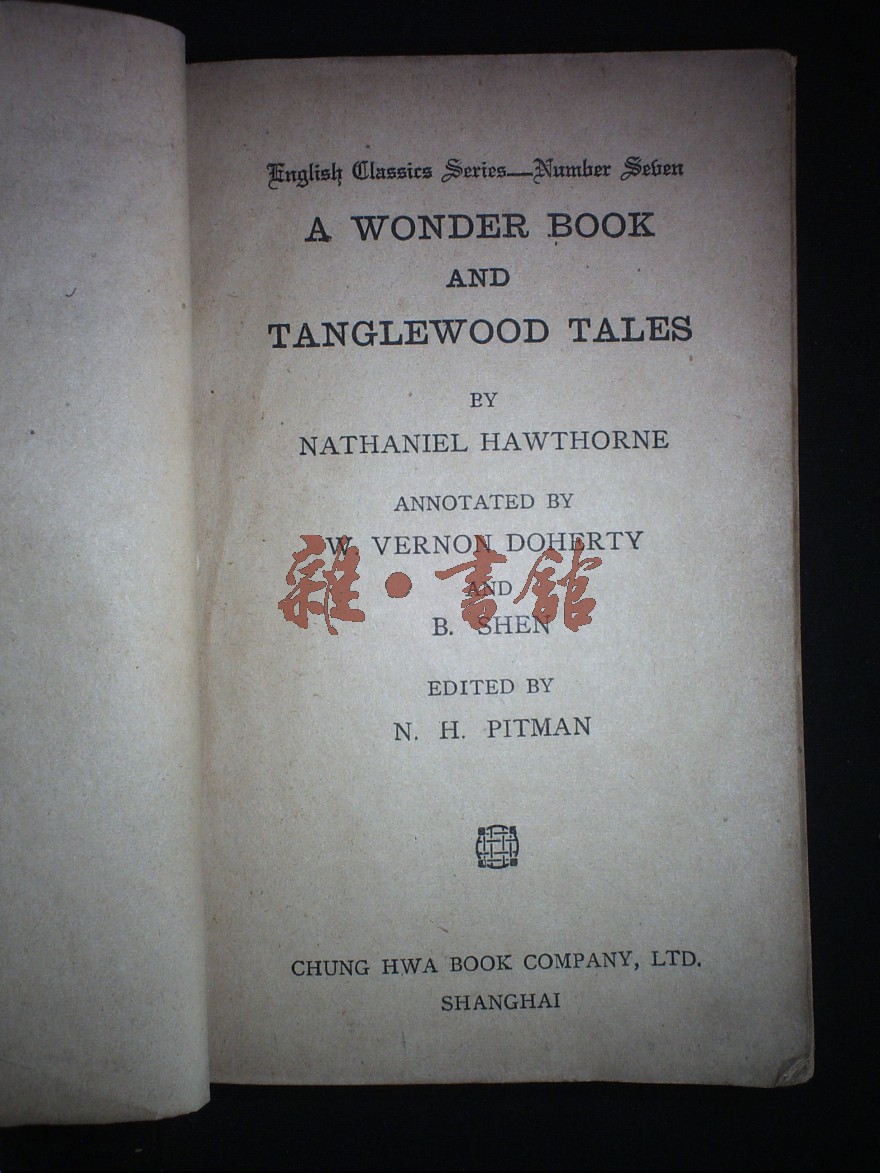 English Classics Series—Number Seven
A WONDER BOOK
AND
TANGLEWOOD TALES
BY
NATHANIEL HAWTHORNE
ANNOTATED BY
W. VERNON DOHERTY
AND
B. SHEN
雜·書館
EDITED BY
N. H. PITMAN
CHUNG HWA BOOK COMPANY, LTD.
SHANGHAI